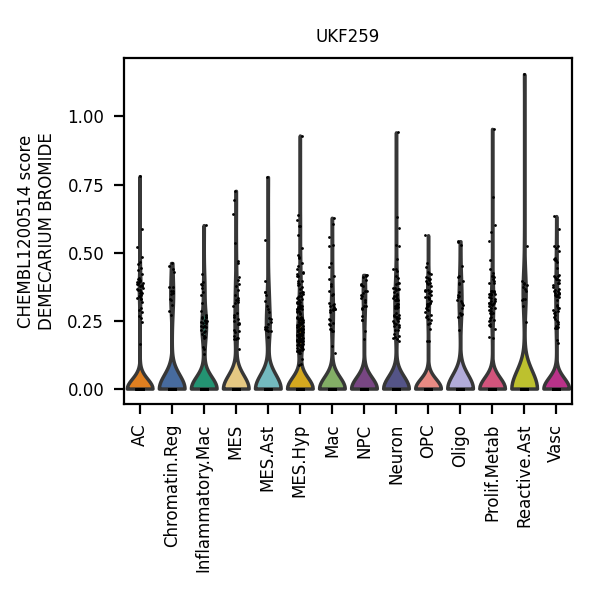 UKF259
CHEMBL1200514 score
DEMECARIUM BROMIDE
1.00
0.75
0.50
0.25
0.00
AC
Chromatin.Reg
Inflammatory.Mac
MES
MES.Ast
MES.Hyp
Mac
NPC
Neuron
OPC
Oligo
Prolif.Metab
Reactive.Ast
Vasc